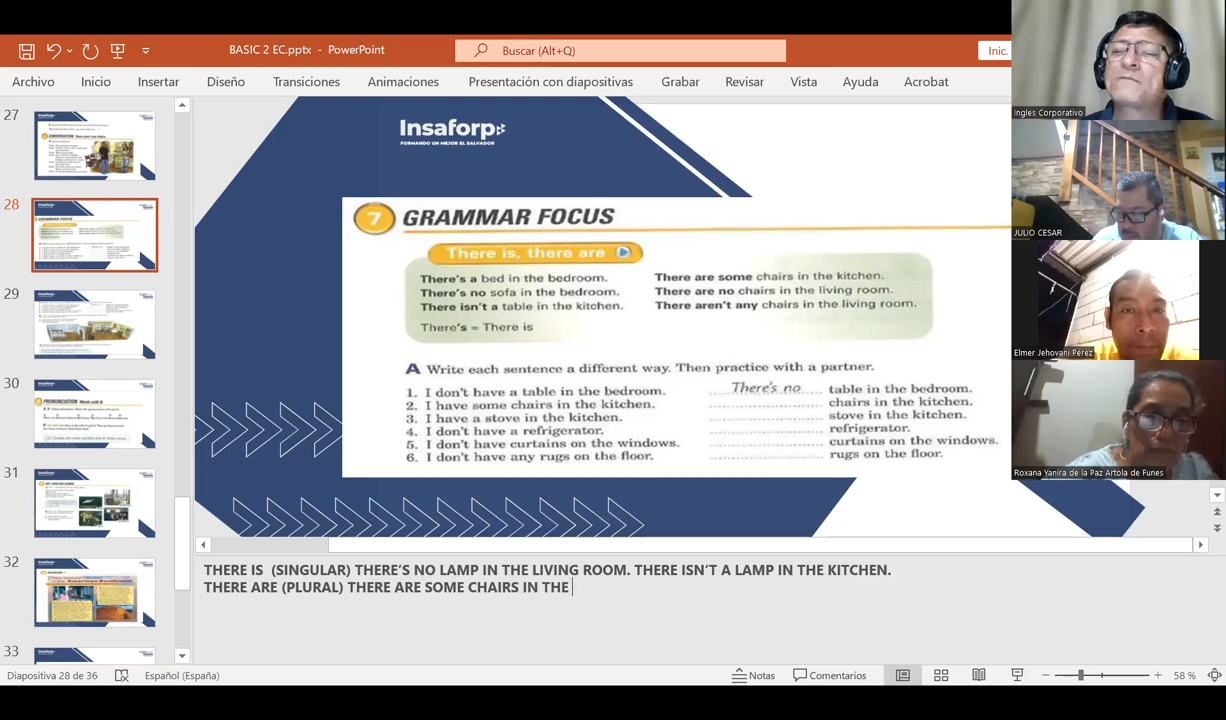 BASIC 2 EC.pptx - PowerPoint
Buscar (Alt+Q)
Inic.
Archivo Inicio Insertar Diseño Transiciones Animaciones Presentación con diapositivas Grabar Revisar Vista Ayuda Acrobat
27
28
29
30
31
32
33
Insaforp
FORMANDO UN MEJOR EL SALVADOR
7 GRAMMAR FOCUS
There is, there are
There's a bed in the bedroom.
There's no sofa in the bedroom.
There isn't a table in the kitchen.
There's = There is
There are some chairs in the kitchen.
There are no chairs in the living room.
There aren't any chairs in the living room.
A Write each sentence a different way. Then practice with a partner.
1. I don't have a table in the bedroom. There's no table in the bedroom.
2. I have some chairs in the kitchen. chairs in the kitchen.
3. I have a stove in the kitchen. stove in the kitchen.
4. I don't have a refrigerator. refrigerator.
5. I don't have curtains on the windows. curtains on the windows.
6. I don't have any rugs on the floor. rugs on the floor.
THERE IS (SINGULAR) THERE'S NO LAMP IN THE LIVING ROOM. THERE ISN'T A LAMP IN THE KITCHEN.
THERE ARE (PLURAL) THERE ARE SOME CHAIRS IN THE
Diapositiva 28 de 36 Español (España) Notas Comentarios 58 %
Ingles Corporativo
JULIO CESAR
Elmer Jehovani Pérez
Roxana Yanira de la Paz Artola de Funes